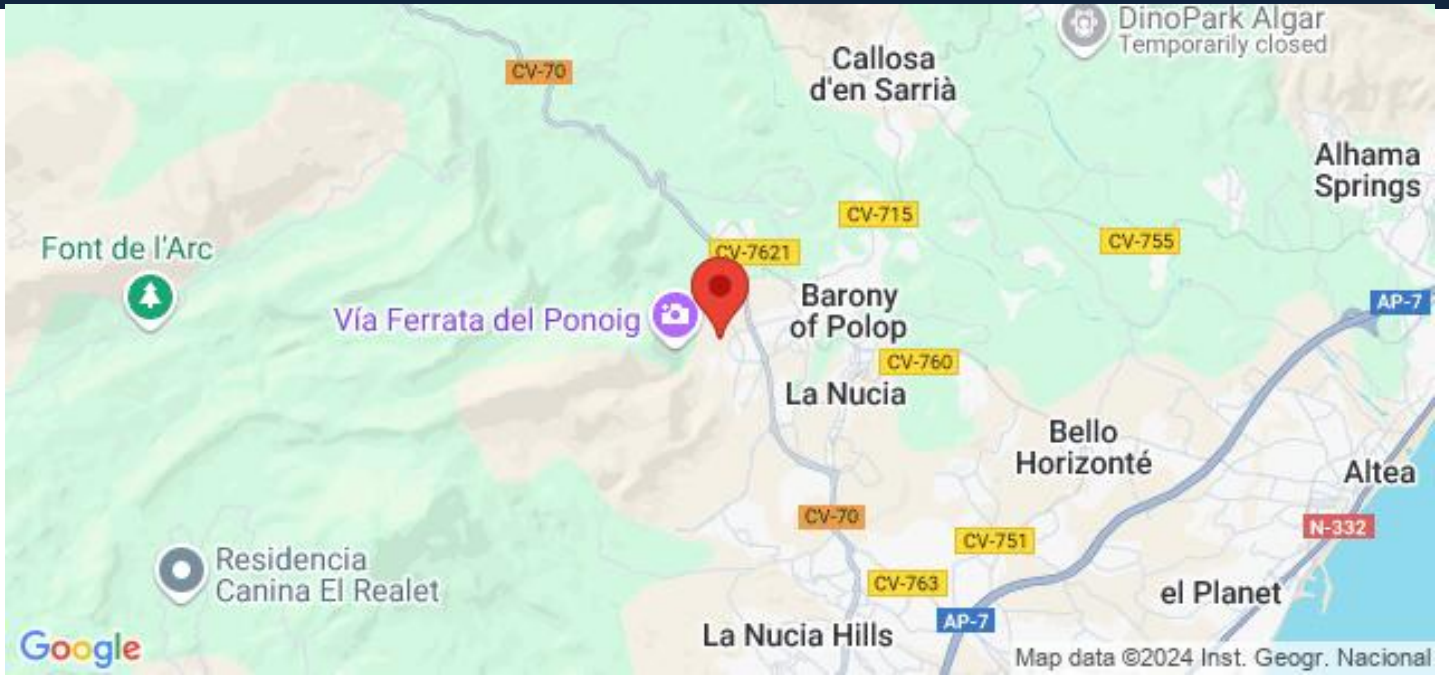 DinoPark Algar
Temporarily closed
Callosa
d'en Sarrià
CV-70
Alhama
Springs
CV-715
CV-755
Font de l'Arc
CV-7621
Vía Ferrata del Ponoig
Barony
of Polop
AP-7
CV-760
La Nucia
Bello
Horizonté
Altea
CV-70
N-332
CV-751
Residencia
Canina El Realet
CV-763
el Planet
AP-7
La Nucia Hills
Google
Map data ©2024 Inst. Geogr. Nacional